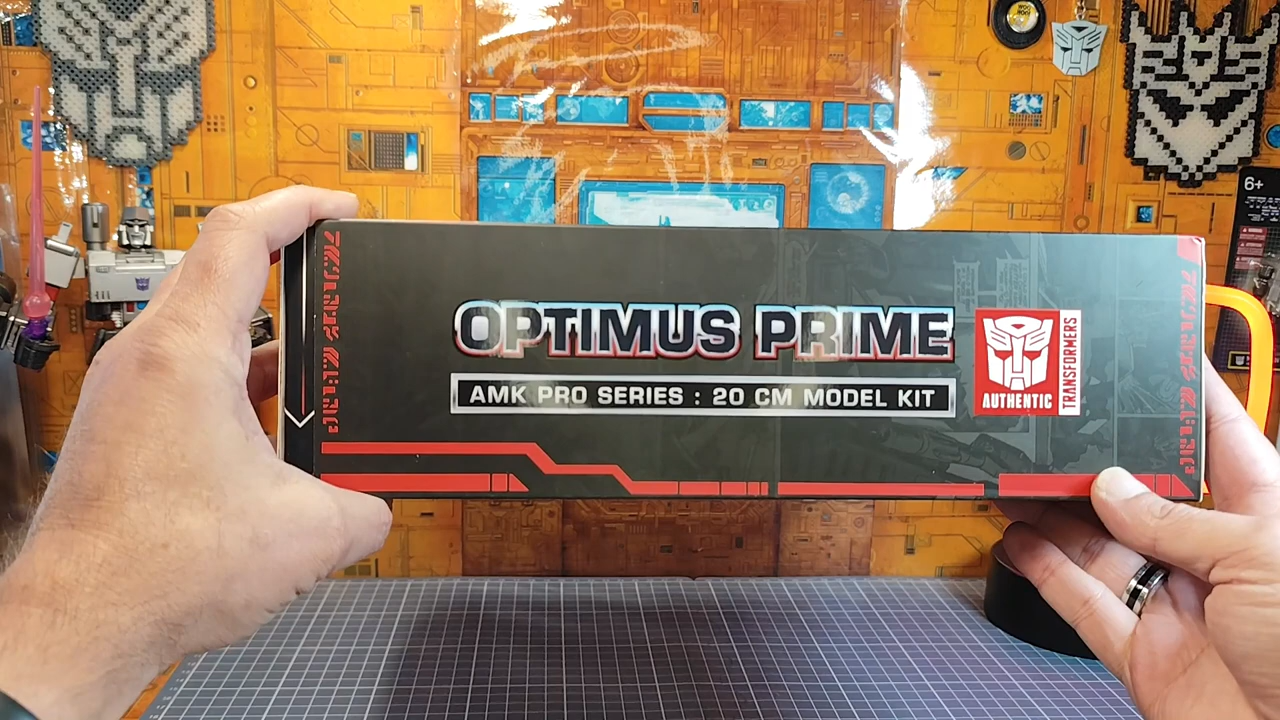 6+
OPTIMUS PRIME
AMK PRO SERIES : 20 CM MODEL KIT
AUTHENTIC
TRANSFORMERS